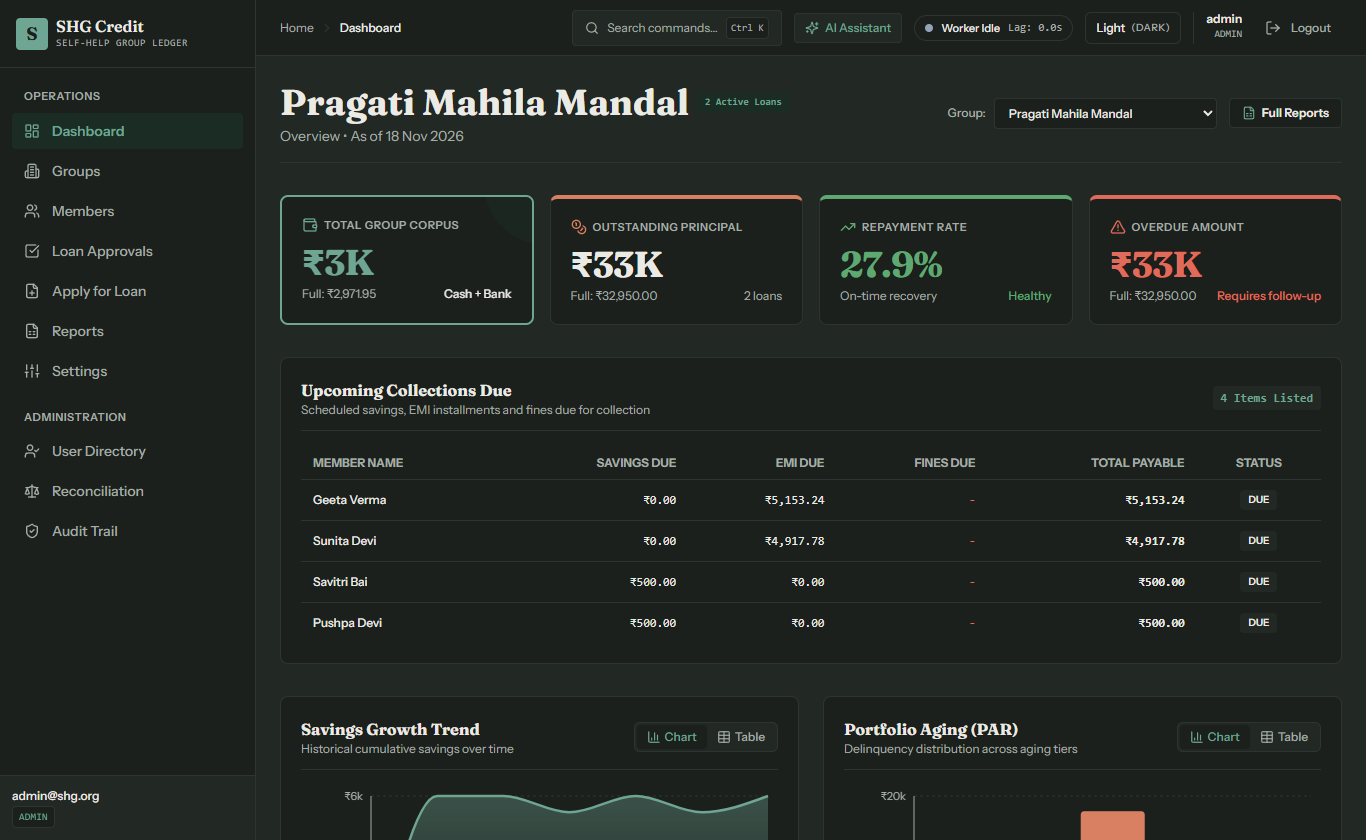 S
SHG Credit
SELF-HELP GROUP LEDGER
OPERATIONS
Dashboard
Groups
Members
Loan Approvals
Apply for Loan
Reports
Settings
ADMINISTRATION
User Directory
Reconciliation
Audit Trail
admin@shg.org
ADMIN
Home > Dashboard
Search commands... Ctrl K
AI Assistant
Worker Idle Lag: 0.0s
Light (DARK)
admin
ADMIN
Logout
Pragati Mahila Mandal 2 Active Loans
Overview • As of 18 Nov 2026
Group: Pragati Mahila Mandal
Full Reports
TOTAL GROUP CORPUS
₹3K
Full: ₹2,971.95 Cash + Bank
OUTSTANDING PRINCIPAL
₹33K
Full: ₹32,950.00 2 loans
REPAYMENT RATE
27.9%
On-time recovery Healthy
OVERDUE AMOUNT
₹33K
Full: ₹32,950.00 Requires follow-up
Upcoming Collections Due
Scheduled savings, EMI installments and fines due for collection
4 Items Listed
MEMBER NAME SAVINGS DUE EMI DUE FINES DUE TOTAL PAYABLE STATUS
Geeta Verma ₹0.00 ₹5,153.24 - ₹5,153.24 DUE
Sunita Devi ₹0.00 ₹4,917.78 - ₹4,917.78 DUE
Savitri Bai ₹500.00 ₹0.00 - ₹500.00 DUE
Pushpa Devi ₹500.00 ₹0.00 - ₹500.00 DUE
Savings Growth Trend
Historical cumulative savings over time
Chart Table
₹6k
Portfolio Aging (PAR)
Delinquency distribution across aging tiers
Chart Table
₹20k